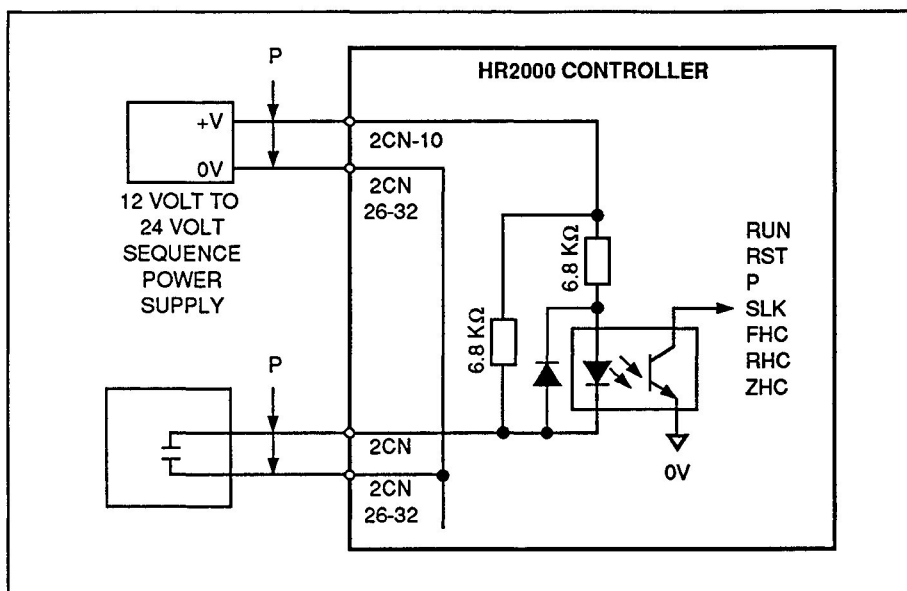 P
HR2000 CONTROLLER
+V
0V
2CN-10
2CN
26-32
12 VOLT TO
24 VOLT
SEQUENCE
POWER
SUPPLY
6.8 KΩ
6.8 KΩ
RUN
RST
P
SLK
FHC
RHC
ZHC
P
2CN
2CN
26-32
0V